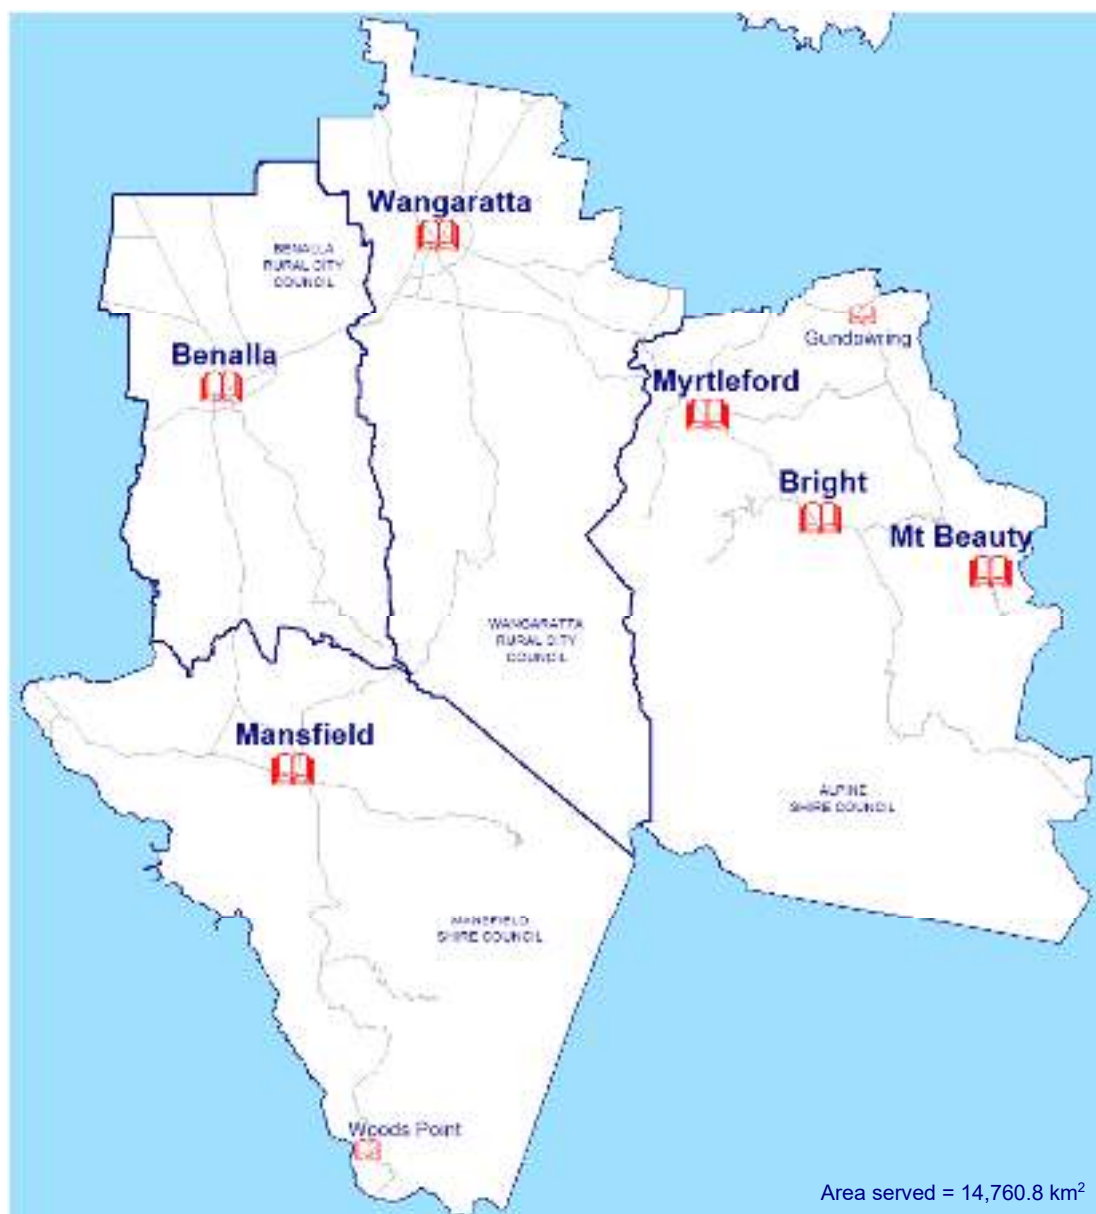 Wangaratta
BENALLA
RURAL CITY
COUNCIL
Benalla
Gundowring
Myrtleford
Bright
Mt Beauty
WANGARATTA
RURAL CITY
COUNCIL
Mansfield
ALPINE
SHIRE COUNCIL
MANSFIELD
SHIRE COUNCIL
Woods Point
Area served = 14,760.8 km²